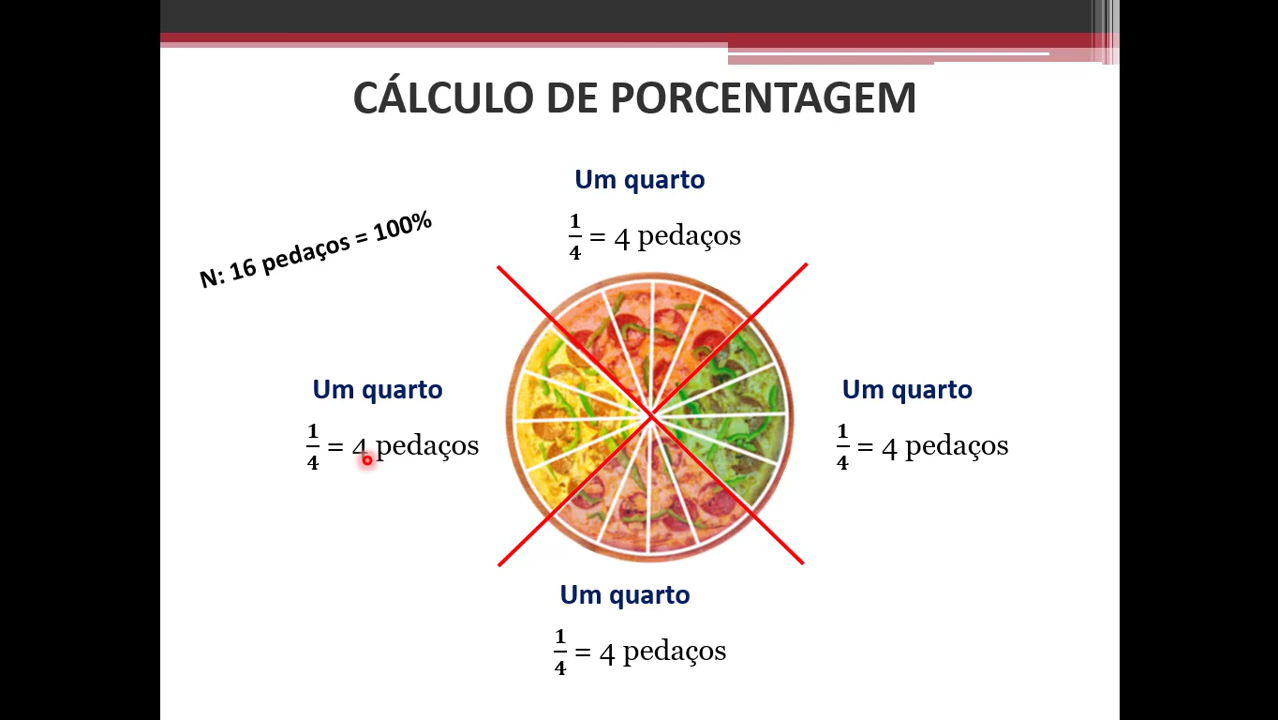 CÁLCULO DE PORCENTAGEM
N: 16 pedaços = 100%
Um quarto
1/4 = 4 pedaços
Um quarto
1/4 = 4 pedaços
Um quarto
1/4 = 4 pedaços
Um quarto
1/4 = 4 pedaços